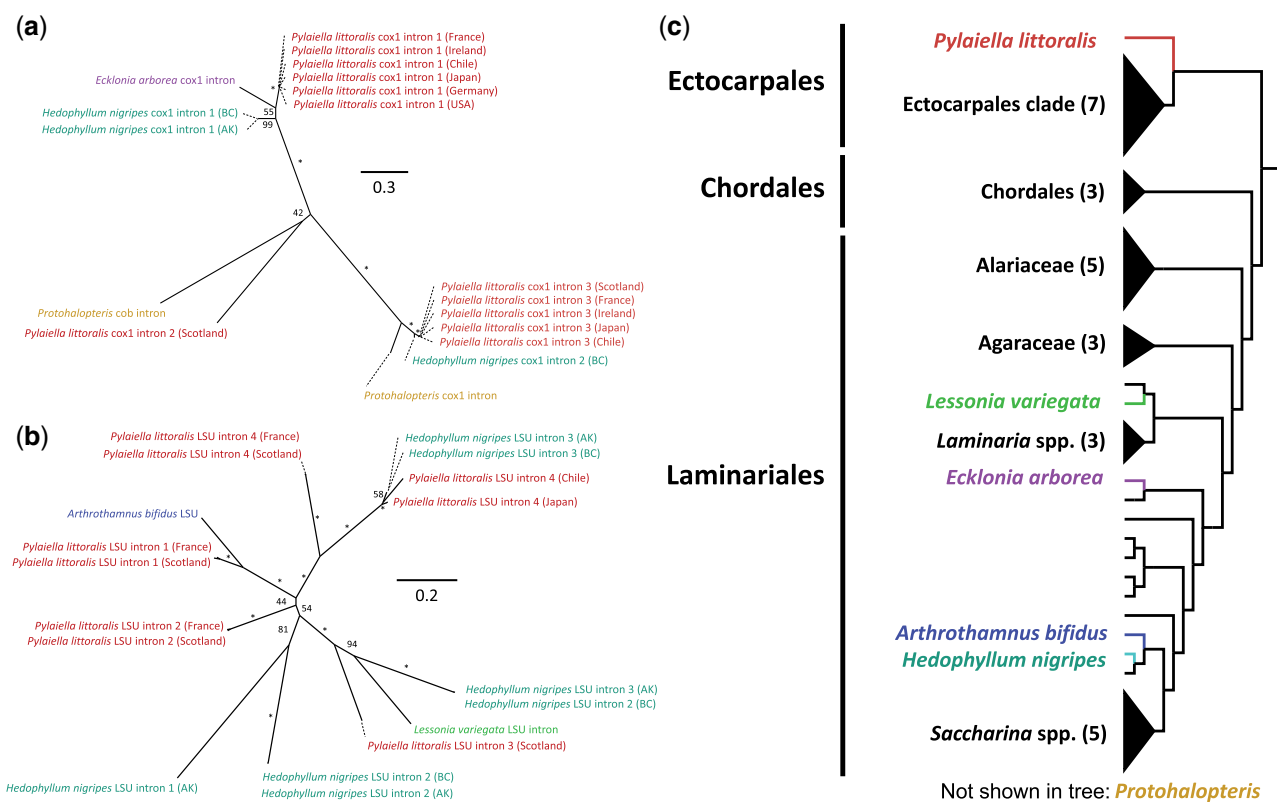 (a)
Pylaiella littoralis cox1 intron 1 (France)
Pylaiella littoralis cox1 intron 1 (Ireland)
Pylaiella littoralis cox1 intron 1 (Chile)
Pylaiella littoralis cox1 intron 1 (Japan)
Pylaiella littoralis cox1 intron 1 (Germany)
Pylaiella littoralis cox1 intron 1 (USA)
Ecklonia arborea cox1 intron
*
Hedophyllum nigripes cox1 intron 1 (BC)
Hedophyllum nigripes cox1 intron 1 (AK)
55
99
*
0.3
42
*
Protohalopteris cob intron
Pylaiella littoralis cox1 intron 2 (Scotland)
Pylaiella littoralis cox1 intron 3 (Scotland)
Pylaiella littoralis cox1 intron 3 (France)
Pylaiella littoralis cox1 intron 3 (Ireland)
Pylaiella littoralis cox1 intron 3 (Japan)
Pylaiella littoralis cox1 intron 3 (Chile)
* *
Hedophyllum nigripes cox1 intron 2 (BC)
Protohalopteris cox1 intron
(b)
Pylaiella littoralis LSU intron 4 (France)
Pylaiella littoralis LSU intron 4 (Scotland)
Hedophyllum nigripes LSU intron 3 (AK)
Hedophyllum nigripes LSU intron 3 (BC)
Pylaiella littoralis LSU intron 4 (Chile)
58
Pylaiella littoralis LSU intron 4 (Japan)
*
*
*
Arthrothamnus bifidus LSU
Pylaiella littoralis LSU intron 1 (France)
Pylaiella littoralis LSU intron 1 (Scotland)
*
*
*
0.2
44
54
*
Pylaiella littoralis LSU intron 2 (France)
Pylaiella littoralis LSU intron 2 (Scotland)
81
*
94
*
Hedophyllum nigripes LSU intron 3 (AK)
Hedophyllum nigripes LSU intron 2 (BC)
*
Lessonia variegata LSU intron
Pylaiella littoralis LSU intron 3 (Scotland)
Hedophyllum nigripes LSU intron 1 (AK)
Hedophyllum nigripes LSU intron 2 (BC)
Hedophyllum nigripes LSU intron 2 (AK)
(c)
Ectocarpales
Chordales
Laminariales
Pylaiella littoralis
Ectocarpales clade (7)
Chordales (3)
Alariaceae (5)
Agaraceae (3)
Lessonia variegata
Laminaria spp. (3)
Ecklonia arborea
Arthrothamnus bifidus
Hedophyllum nigripes
Saccharina spp. (5)
Not shown in tree: Protohalopteris